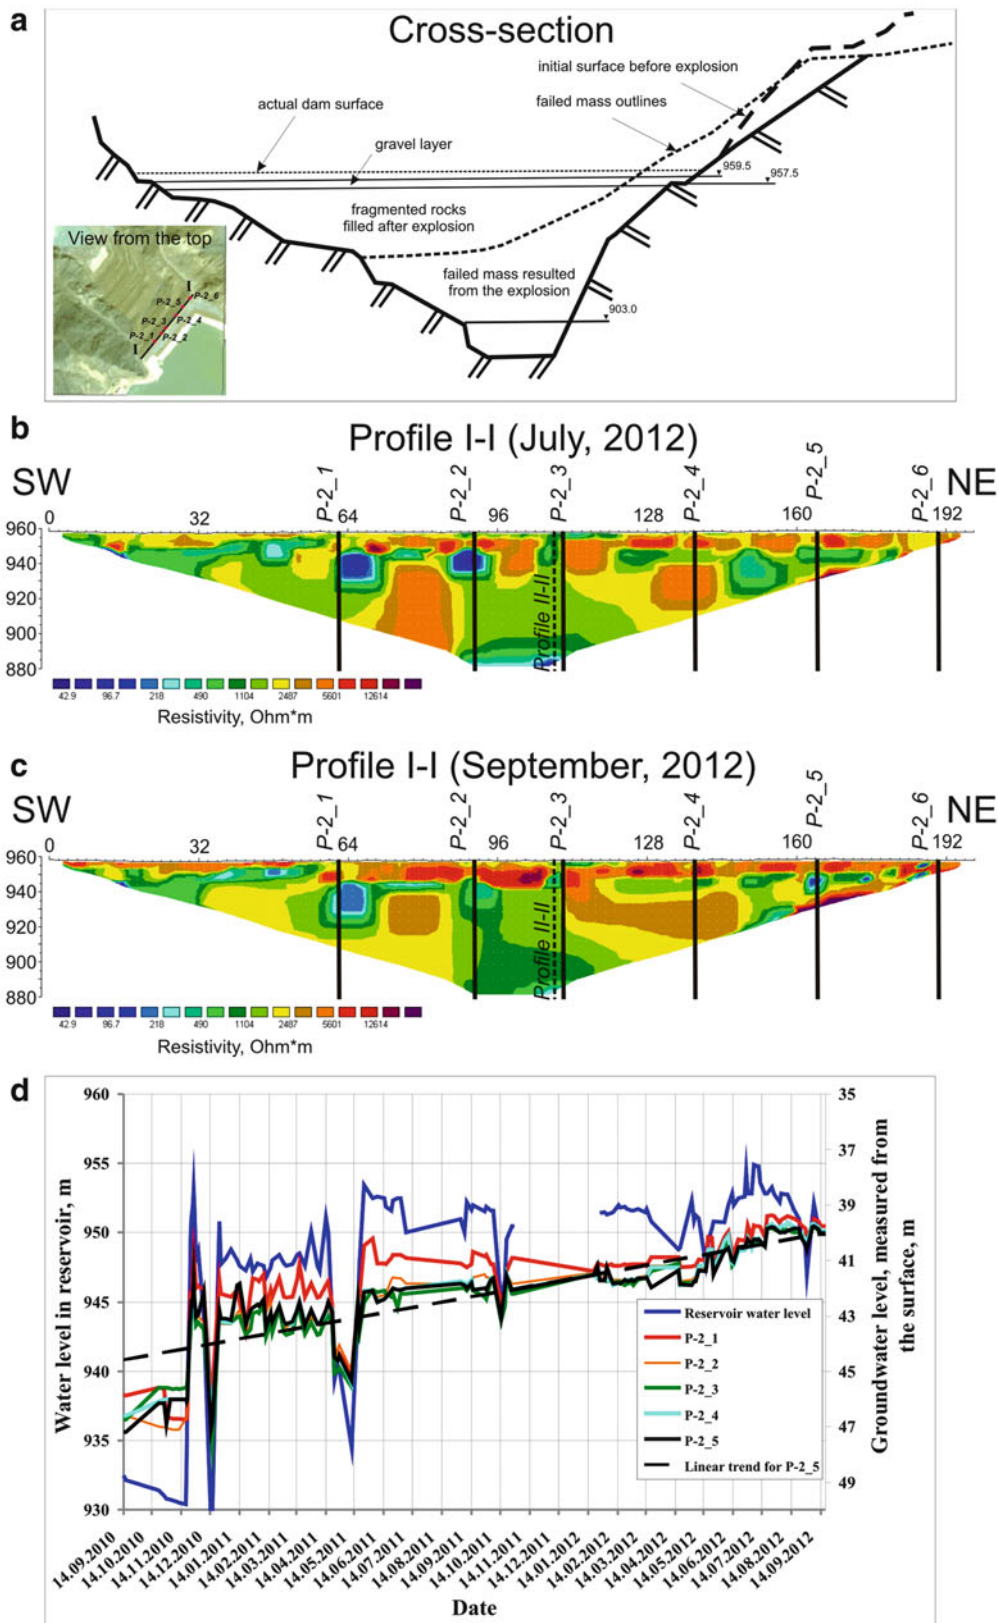 a
Cross-section
initial surface before explosion
failed mass outlines
actual dam surface
gravel layer
959.5
957.5
fragmented rocks
filled after explosion
failed mass resulted
from the explosion
903.0
View from the top
I
P-2_6
P-2_5
P-2_4
P-2_3
P-2_1
P-2_2
I
b
Profile I-I (July, 2012)
SW
P-2_1
P-2_2
P-2_3
P-2_4
P-2_5
P-2_6
NE
0 32 64 96 128 160 192
960
940
920
900
880
Profile II-II
42.9 96.7 218 490 1104 2487 5601 12614
Resistivity, Ohm*m
c
Profile I-I (September, 2012)
SW
P-2_1
P-2_2
P-2_3
P-2_4
P-2_5
P-2_6
NE
0 32 64 96 128 160 192
960
940
920
900
880
Profile II-II
42.9 96.7 218 490 1104 2487 5601 12614
Resistivity, Ohm*m
d
Water level in reservoir, m
960
955
950
945
940
935
930
35
37
39
41
43
45
47
49
Groundwater level, measured from
the surface, m
Reservoir water level
P-2_1
P-2_2
P-2_3
P-2_4
P-2_5
Linear trend for P-2_5
14.09.2010
14.10.2010
14.11.2010
14.12.2010
14.01.2011
14.02.2011
14.03.2011
14.04.2011
14.05.2011
14.06.2011
14.07.2011
14.08.2011
14.09.2011
14.10.2011
14.11.2011
14.12.2011
14.01.2012
14.02.2012
14.03.2012
14.04.2012
14.05.2012
14.06.2012
14.07.2012
14.08.2012
14.09.2012
Date